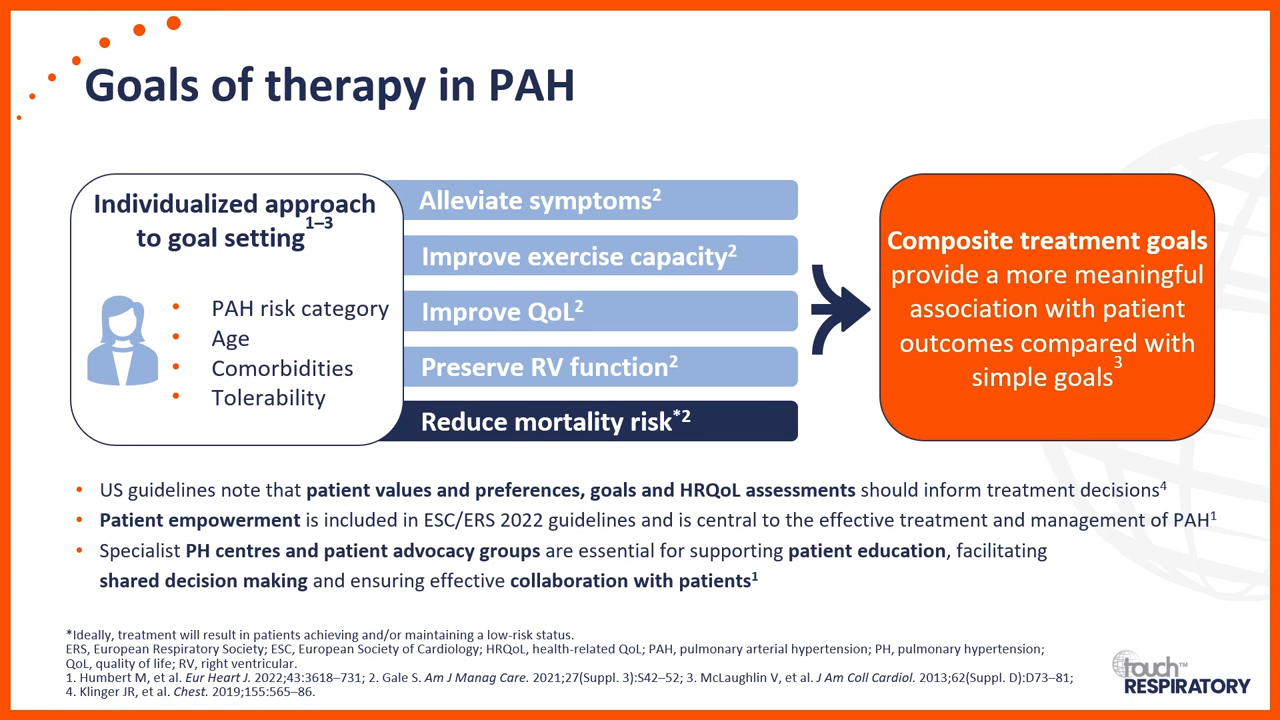 Goals of therapy in PAH
Individualized approach
to goal setting1–3
• PAH risk category
• Age
• Comorbidities
• Tolerability
Alleviate symptoms2
Improve exercise capacity2
Improve QoL2
Preserve RV function2
Reduce mortality risk*2
Composite treatment goals
provide a more meaningful
association with patient
outcomes compared with
simple goals3
• US guidelines note that patient values and preferences, goals and HRQoL assessments should inform treatment decisions4
• Patient empowerment is included in ESC/ERS 2022 guidelines and is central to the effective treatment and management of PAH1
• Specialist PH centres and patient advocacy groups are essential for supporting patient education, facilitating
shared decision making and ensuring effective collaboration with patients1
*Ideally, treatment will result in patients achieving and/or maintaining a low-risk status.
ERS, European Respiratory Society; ESC, European Society of Cardiology; HRQoL, health-related QoL; PAH, pulmonary arterial hypertension; PH, pulmonary hypertension;
QoL, quality of life; RV, right ventricular.
1. Humbert M, et al. Eur Heart J. 2022;43:3618–731; 2. Gale S. Am J Manag Care. 2021;27(Suppl. 3):S42–52; 3. McLaughlin V, et al. J Am Coll Cardiol. 2013;62(Suppl. D):D73–81;
4. Klinger JR, et al. Chest. 2019;155:565–86.
touch™
RESPIRATORY